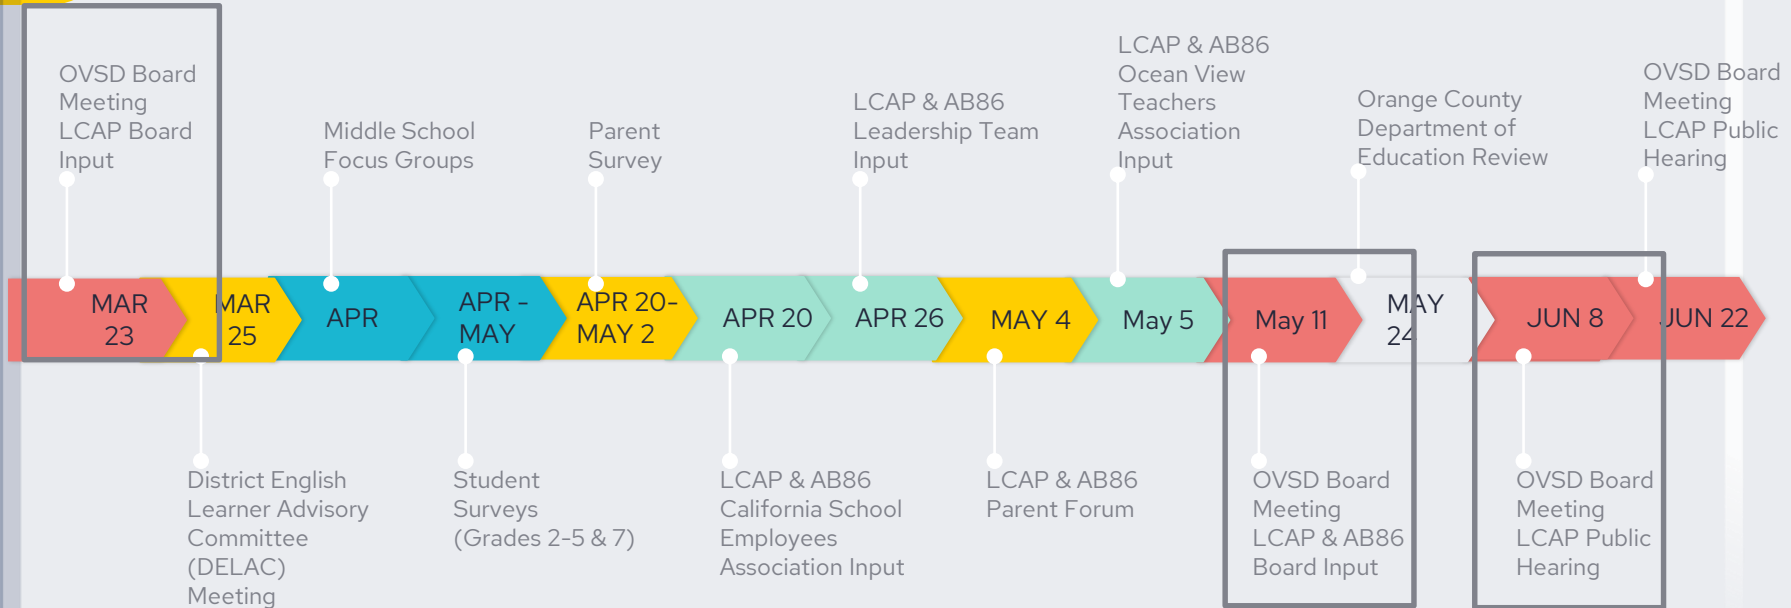 OVSD Board
Meeting
LCAP Board
Input
Middle School
Focus Groups
Parent
Survey
LCAP & AB86
Leadership Team
Input
LCAP & AB86
Ocean View
Teachers
Association
Input
Orange County
Department of
Education Review
OVSD Board
Meeting
LCAP Public
Hearing
MAR
23
MAR
25
APR
APR -
MAY
APR 20-
MAY 2
APR 20
APR 26
MAY 4
May 5
May 11
MAY
24
JUN 8
JUN 22
District English
Learner Advisory
Committee
(DELAC)
Meeting
Student
Surveys
(Grades 2-5 & 7)
LCAP & AB86
California School
Employees
Association Input
LCAP & AB86
Parent Forum
OVSD Board
Meeting
LCAP & AB86
Board Input
OVSD Board
Meeting
LCAP Public
Hearing